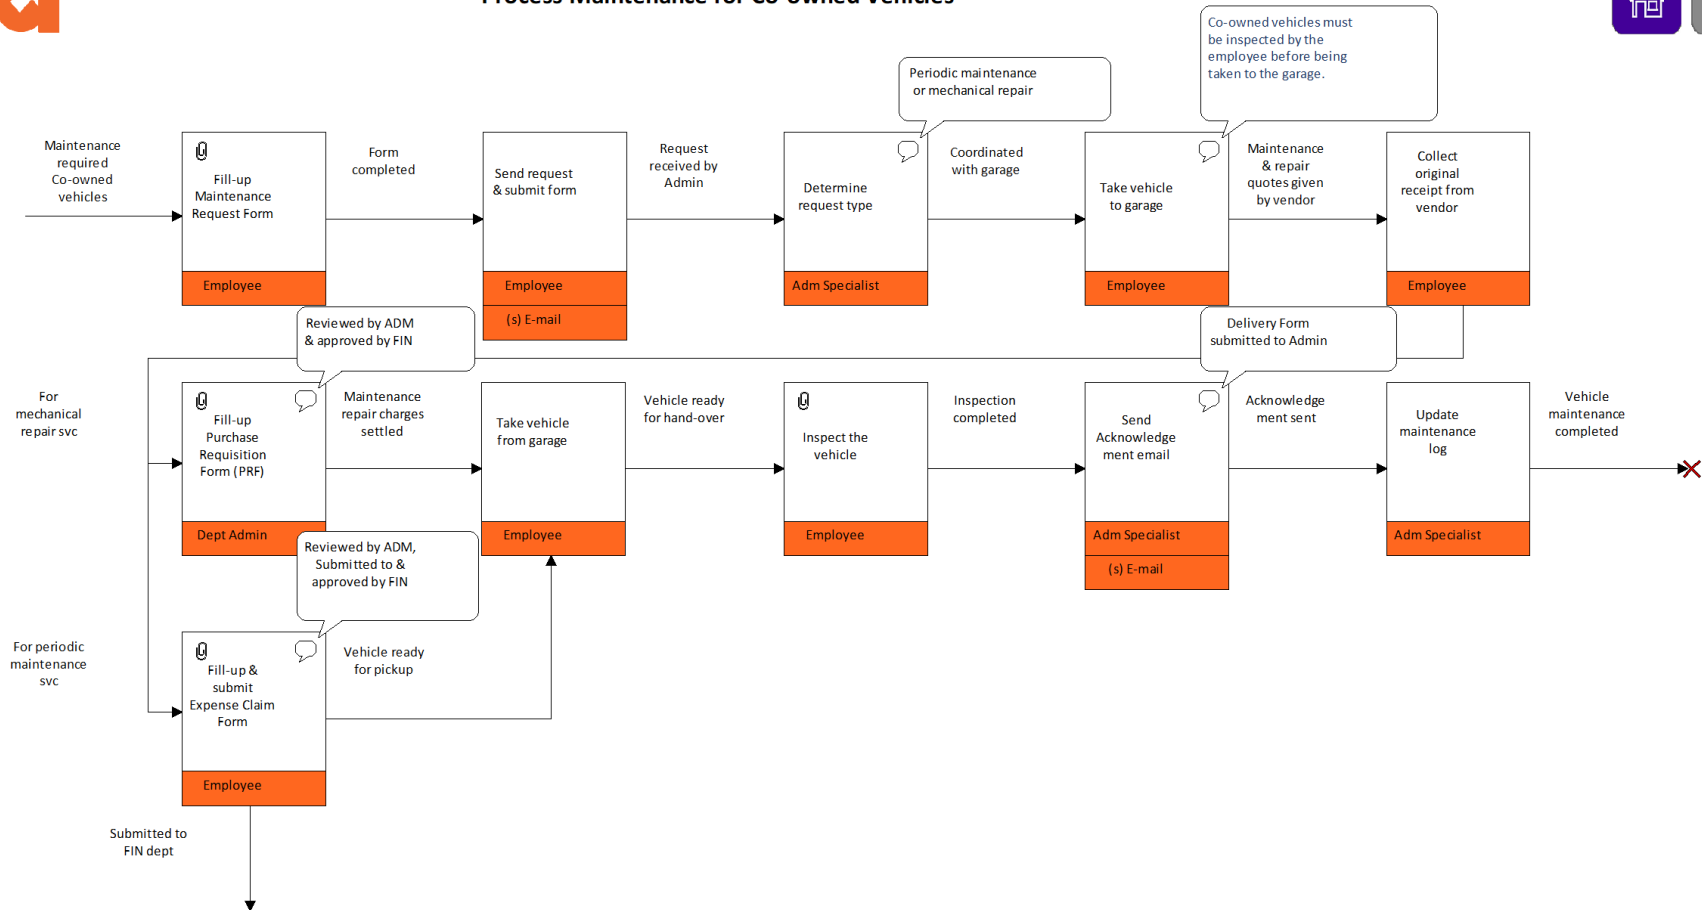 Process Maintenance for Co-owned Vehicles
Co-owned vehicles must
be inspected by the
employee before being
taken to the garage.
Periodic maintenance
or mechanical repair
Maintenance
required
Co-owned
vehicles
Fill-up
Maintenance
Request Form
Employee
Form
completed
Send request
& submit form
Employee
(s) E-mail
Request
received by
Admin
Determine
request type
Adm Specialist
Coordinated
with garage
Take vehicle
to garage
Employee
Maintenance
& repair
quotes given
by vendor
Collect
original
receipt from
vendor
Employee
Reviewed by ADM
& approved by FIN
Delivery Form
submitted to Admin
For
mechanical
repair svc
Fill-up
Purchase
Requisition
Form (PRF)
Dept Admin
Maintenance
repair charges
settled
Take vehicle
from garage
Employee
Vehicle ready
for hand-over
Inspect the
vehicle
Employee
Inspection
completed
Send
Acknowledge
ment email
Adm Specialist
(s) E-mail
Acknowledge
ment sent
Update
maintenance
log
Adm Specialist
Vehicle
maintenance
completed
Reviewed by ADM,
Submitted to &
approved by FIN
For periodic
maintenance
svc
Fill-up &
submit
Expense Claim
Form
Employee
Vehicle ready
for pickup
Submitted to
FIN dept